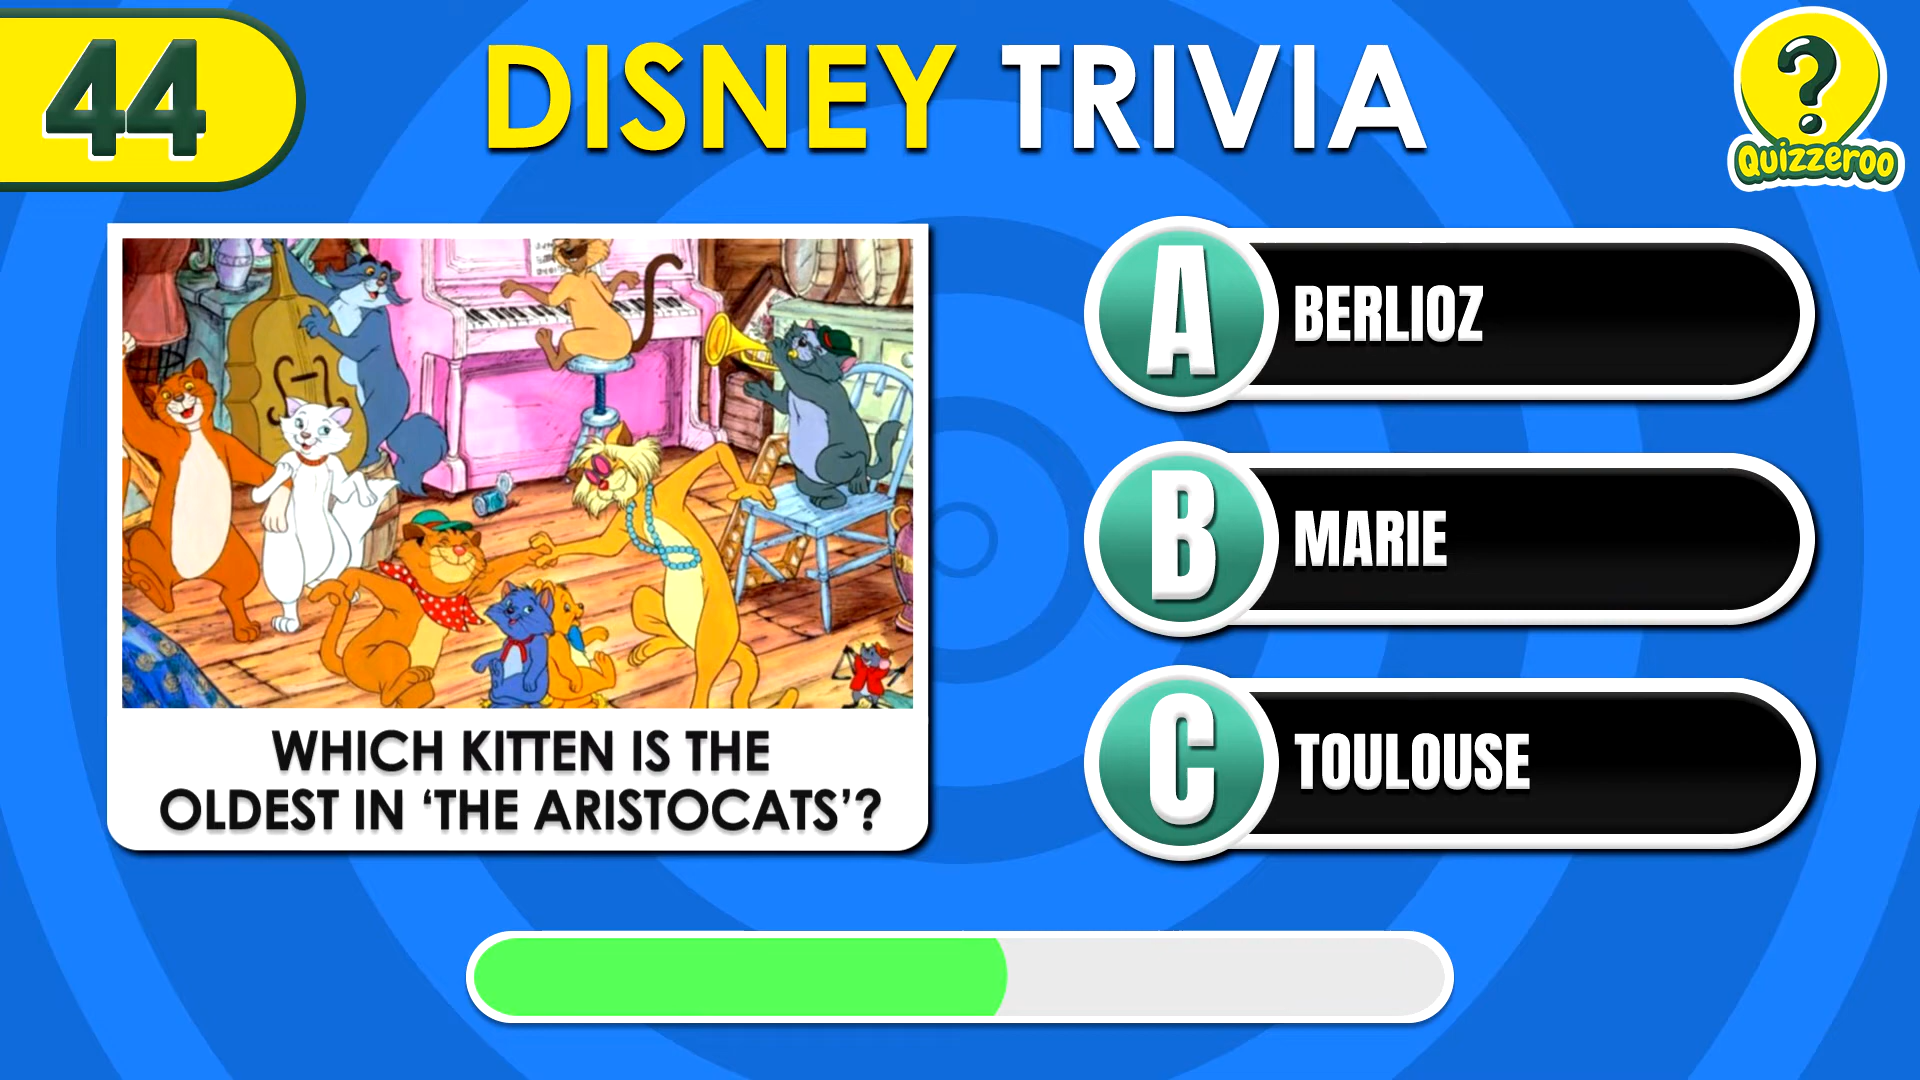 44
DISNEY TRIVIA
?
Quizzeroo
WHICH KITTEN IS THE
OLDEST IN ‘THE ARISTOCATS’?
A BERLIOZ
B MARIE
C TOULOUSE